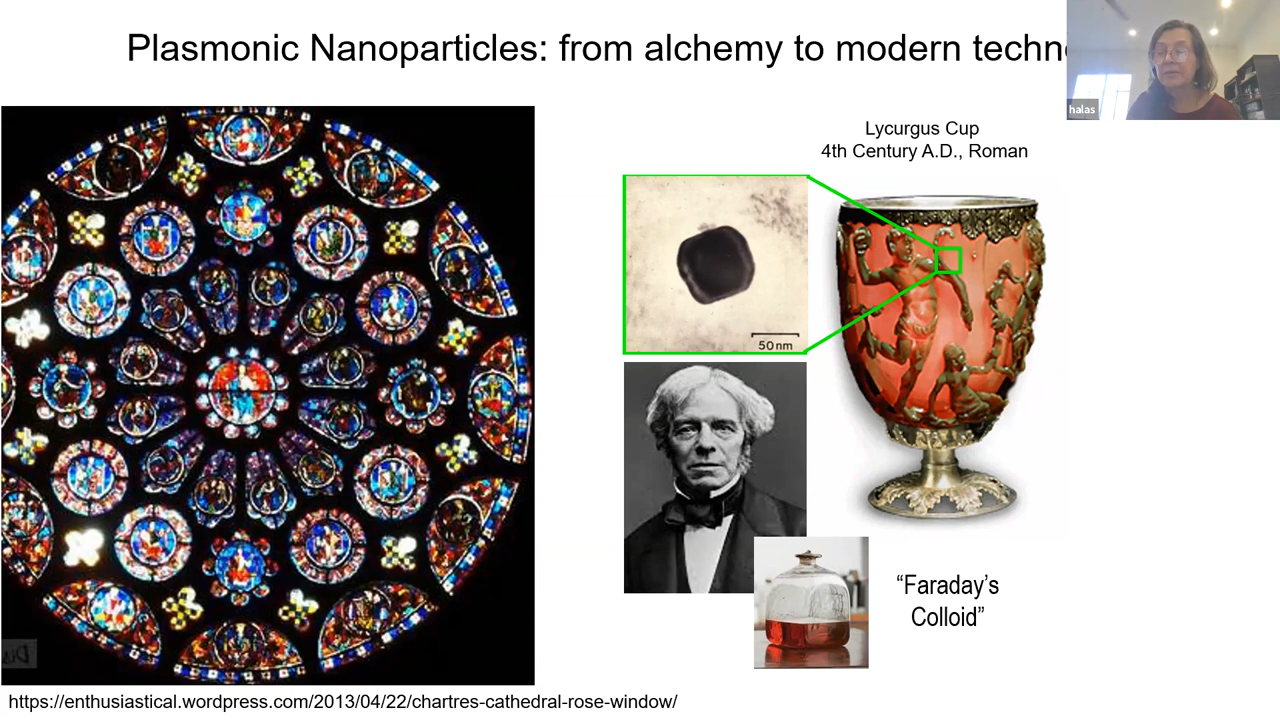 Plasmonic Nanoparticles: from alchemy to modern
halas
Lycurgus Cup
4th Century A.D., Roman
50 nm
“Faraday’s
Colloid”
https://enthusiastical.wordpress.com/2013/04/22/chartres-cathedral-rose-window/